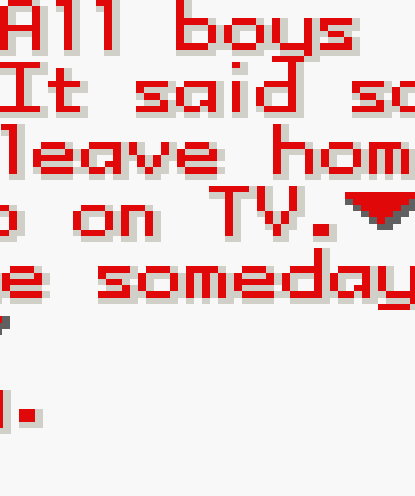 All boys
It said so
leave hom
o on TV.
e someday
.